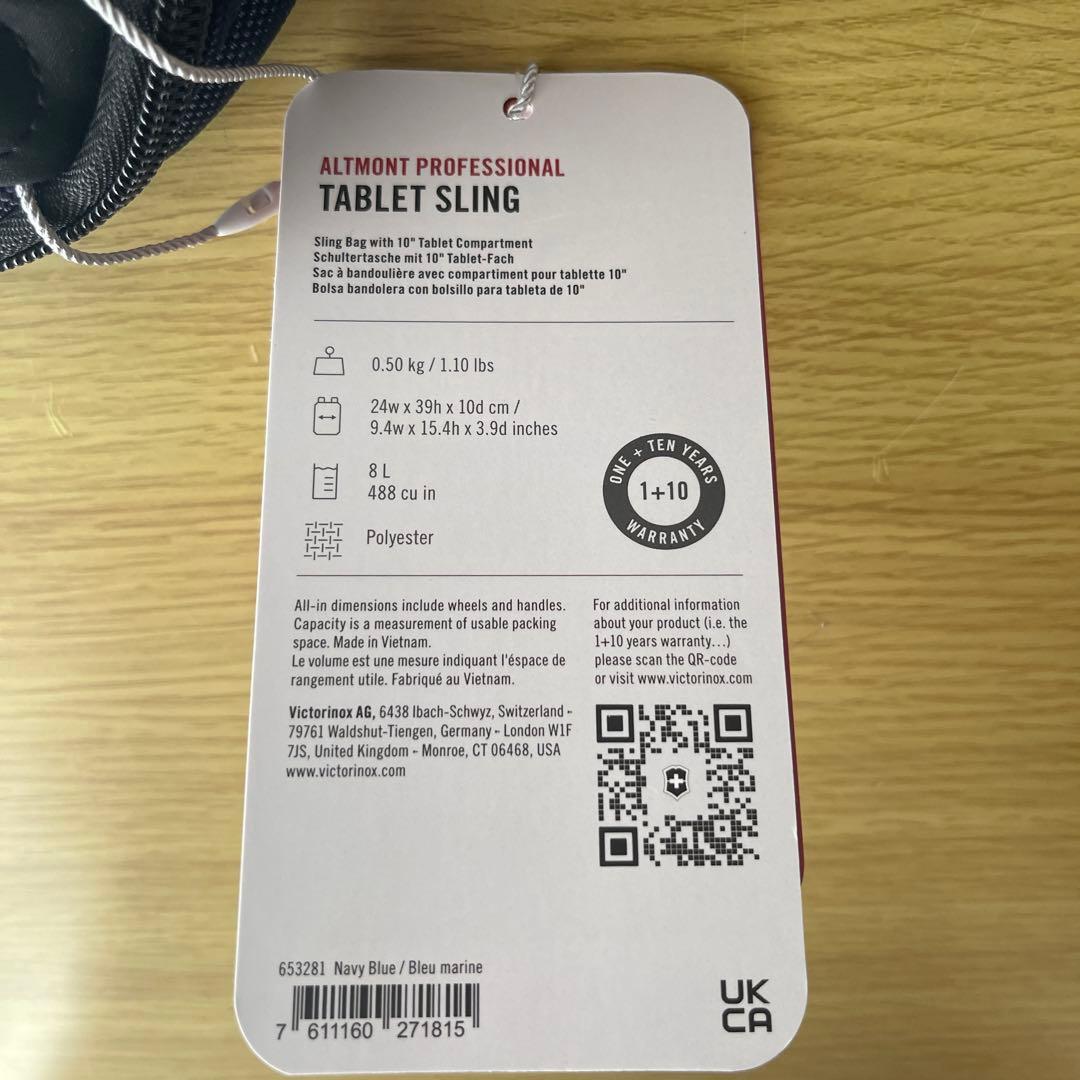 ALTMONT PROFESSIONAL
TABLET SLING
Sling Bag with 10" Tablet Compartment
Schultertasche mit 10" Tablet-Fach
Sac à bandoulière avec compartiment pour tablette 10"
Bolsa bandolera con bolsillo para tableta de 10"
0.50 kg / 1.10 lbs
24w x 39h x 10d cm /
9.4w x 15.4h x 3.9d inches
8 L
488 cu in
Polyester
ONE + TEN YEARS
1+10
WARRANTY
All-in dimensions include wheels and handles.
Capacity is a measurement of usable packing
space. Made in Vietnam.
Le volume est une mesure indiquant l'éspace de
rangement utile. Fabriqué au Vietnam.
For additional information
about your product (i.e. the
1+10 years warranty...)
please scan the QR-code
or visit www.victorinox.com
Victorinox AG, 6438 Ibach-Schwyz, Switzerland -
79761 Waldshut-Tiengen, Germany - London W1F
7JS, United Kingdom - Monroe, CT 06468, USA
www.victorinox.com
653281 Navy Blue / Bleu marine
7 611160 271815
UK
CA